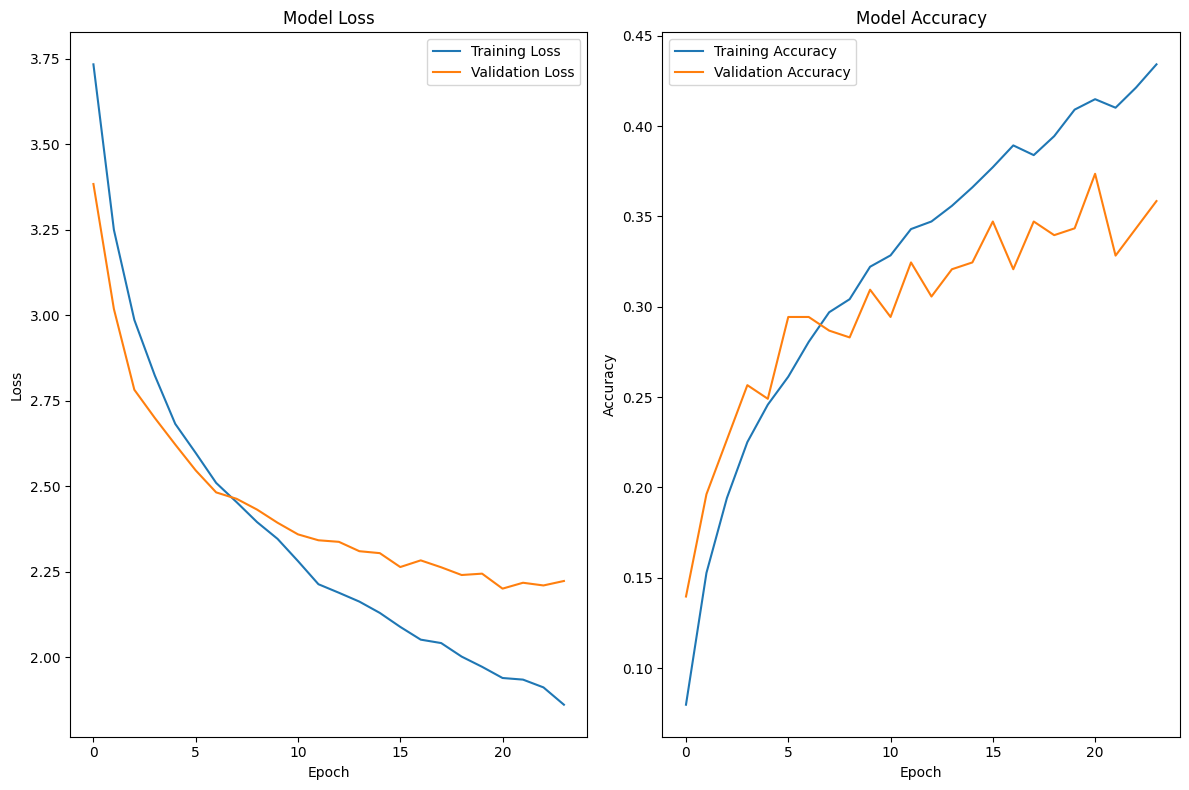 Model Loss
Training Loss
Validation Loss
3.75
3.50
3.25
3.00
2.75
2.50
2.25
2.00
Loss
0
5
10
15
20
Epoch
Model Accuracy
Training Accuracy
Validation Accuracy
0.45
0.40
0.35
0.30
0.25
0.20
0.15
0.10
Accuracy
0
5
10
15
20
Epoch